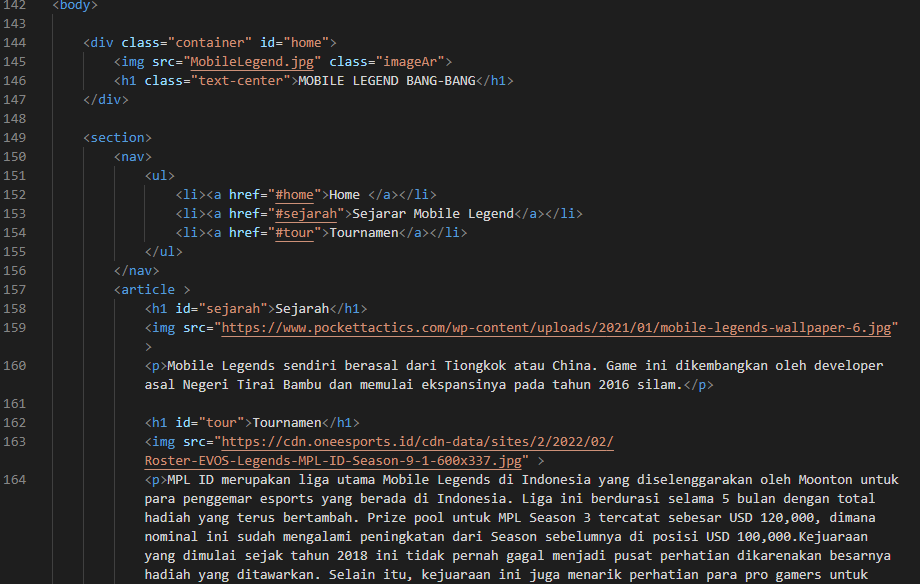 142 <body>
143
144 <div class="container" id="home">
145 <img src="MobileLegend.jpg" class="imageAr">
146 <h1 class="text-center">MOBILE LEGEND BANG-BANG</h1>
147 </div>
148
149 <section>
150 <nav>
151 <ul>
152 <li><a href="#home">Home </a></li>
153 <li><a href="#sejarah">Sejarar Mobile Legend</a></li>
154 <li><a href="#tour">Tournamen</a></li>
155 </ul>
156 </nav>
157 <article >
158 <h1 id="sejarah">Sejarah</h1>
159 <img src="https://www.pockettactics.com/wp-content/uploads/2021/01/mobile-legends-wallpaper-6.jpg"
>
160 <p>Mobile Legends sendiri berasal dari Tiongkok atau China. Game ini dikembangkan oleh developer
asal Negeri Tirai Bambu dan memulai ekspansinya pada tahun 2016 silam.</p>
161
162 <h1 id="tour">Tournamen</h1>
163 <img src="https://cdn.oneesports.id/cdn-data/sites/2/2022/02/
Roster-EVOS-Legends-MPL-ID-Season-9-1-600x337.jpg" >
164 <p>MPL ID merupakan liga utama Mobile Legends di Indonesia yang diselenggarakan oleh Moonton untuk
para penggemar esports yang berada di Indonesia. Liga ini berdurasi selama 5 bulan dengan total
hadiah yang terus bertambah. Prize pool untuk MPL Season 3 tercatat sebesar USD 120,000, dimana
nominal ini sudah mengalami peningkatan dari Season sebelumnya di posisi USD 100,000.Kejuaraan
yang dimulai sejak tahun 2018 ini tidak pernah gagal menjadi pusat perhatian dikarenakan besarnya
hadiah yang ditawarkan. Selain itu, kejuaraan ini juga menarik perhatian para pro gamers untuk